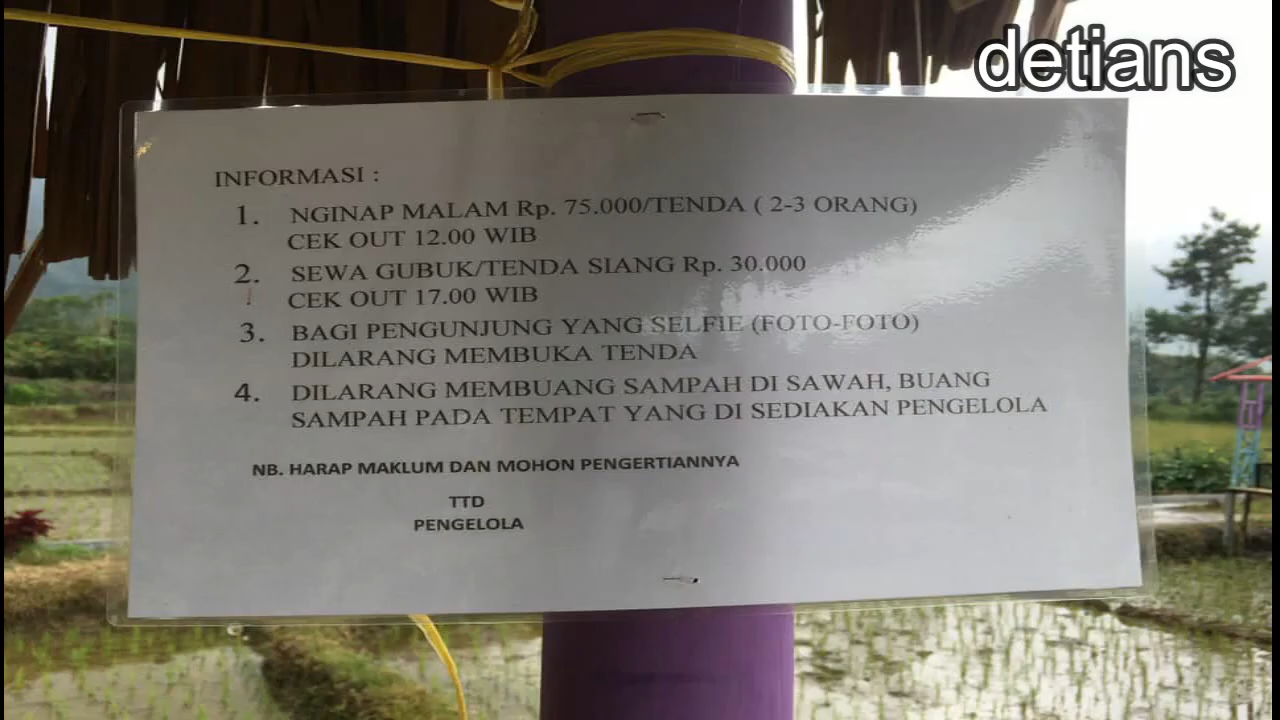 detians
INFORMASI :
1. NGINAP MALAM Rp. 75.000/TENDA ( 2-3 ORANG)
CEK OUT 12.00 WIB
2. SEWA GUBUK/TENDA SIANG Rp. 30.000
CEK OUT 17.00 WIB
3. BAGI PENGUNJUNG YANG SELFIE (FOTO-FOTO)
DILARANG MEMBUKA TENDA
4. DILARANG MEMBUANG SAMPAH DI SAWAH, BUANG
SAMPAH PADA TEMPAT YANG DI SEDIAKAN PENGELOLA
NB. HARAP MAKLUM DAN MOHON PENGERTIANNYA
TTD
PENGELOLA